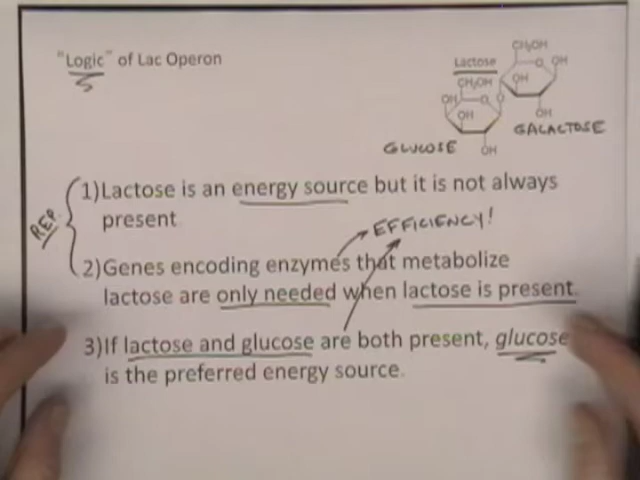 "Logic" of Lac Operon
Lactose
CH₂OH
O
OH
OH
OH
CH₂OH
OH
O
OH
O
OH
GLUCOSE
GALACTOSE
REP.
1)Lactose is an energy source but it is not always
present
EFFICIENCY!
2)Genes encoding enzymes that metabolize
lactose are only needed when lactose is present.
3)If lactose and glucose are both present, glucose
is the preferred energy source.